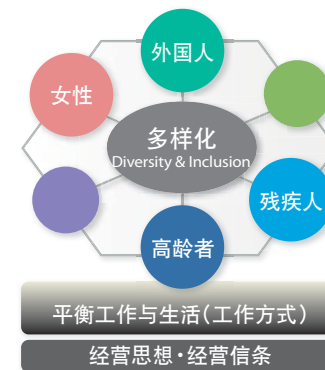 外国人
女性
多样化
Diversity & Inclusion
残疾人
高龄者
平衡工作与生活(工作方式)
经营思想·经营信条